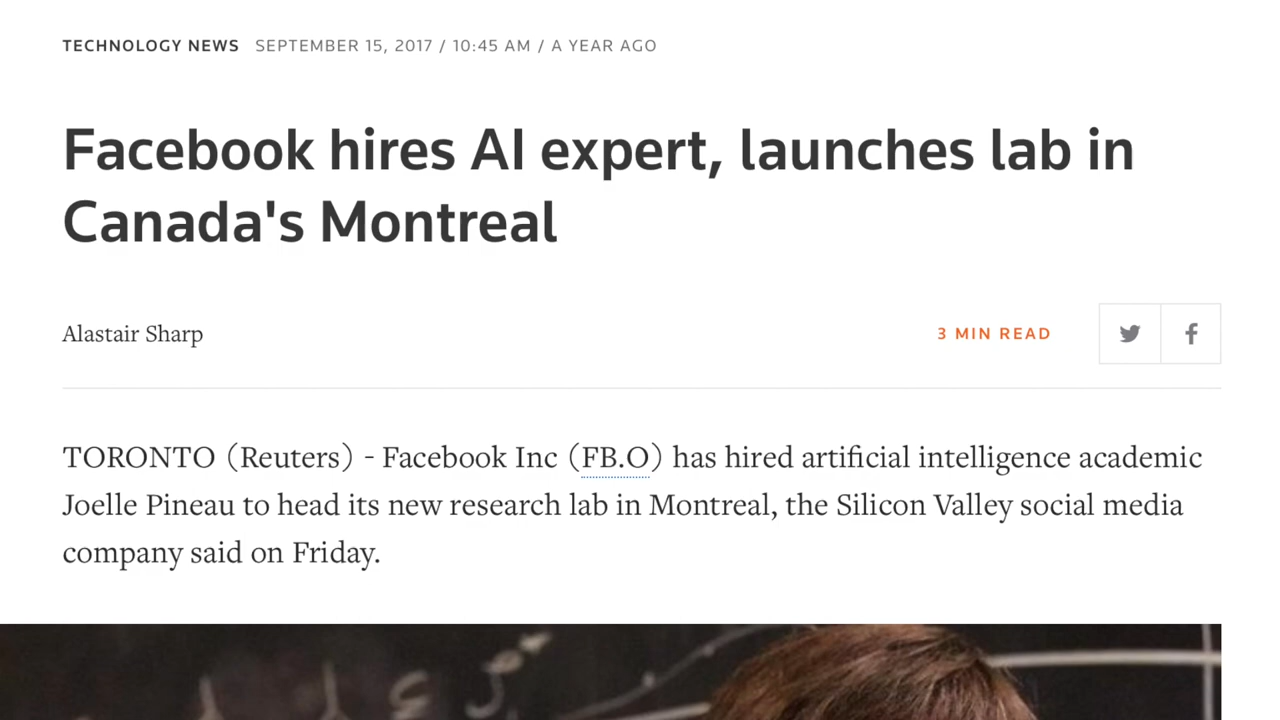 TECHNOLOGY NEWS SEPTEMBER 15, 2017 / 10:45 AM / A YEAR AGO
Facebook hires AI expert, launches lab in
Canada's Montreal
Alastair Sharp
3 MIN READ
TORONTO (Reuters) - Facebook Inc (FB.O) has hired artificial intelligence academic
Joelle Pineau to head its new research lab in Montreal, the Silicon Valley social media
company said on Friday.